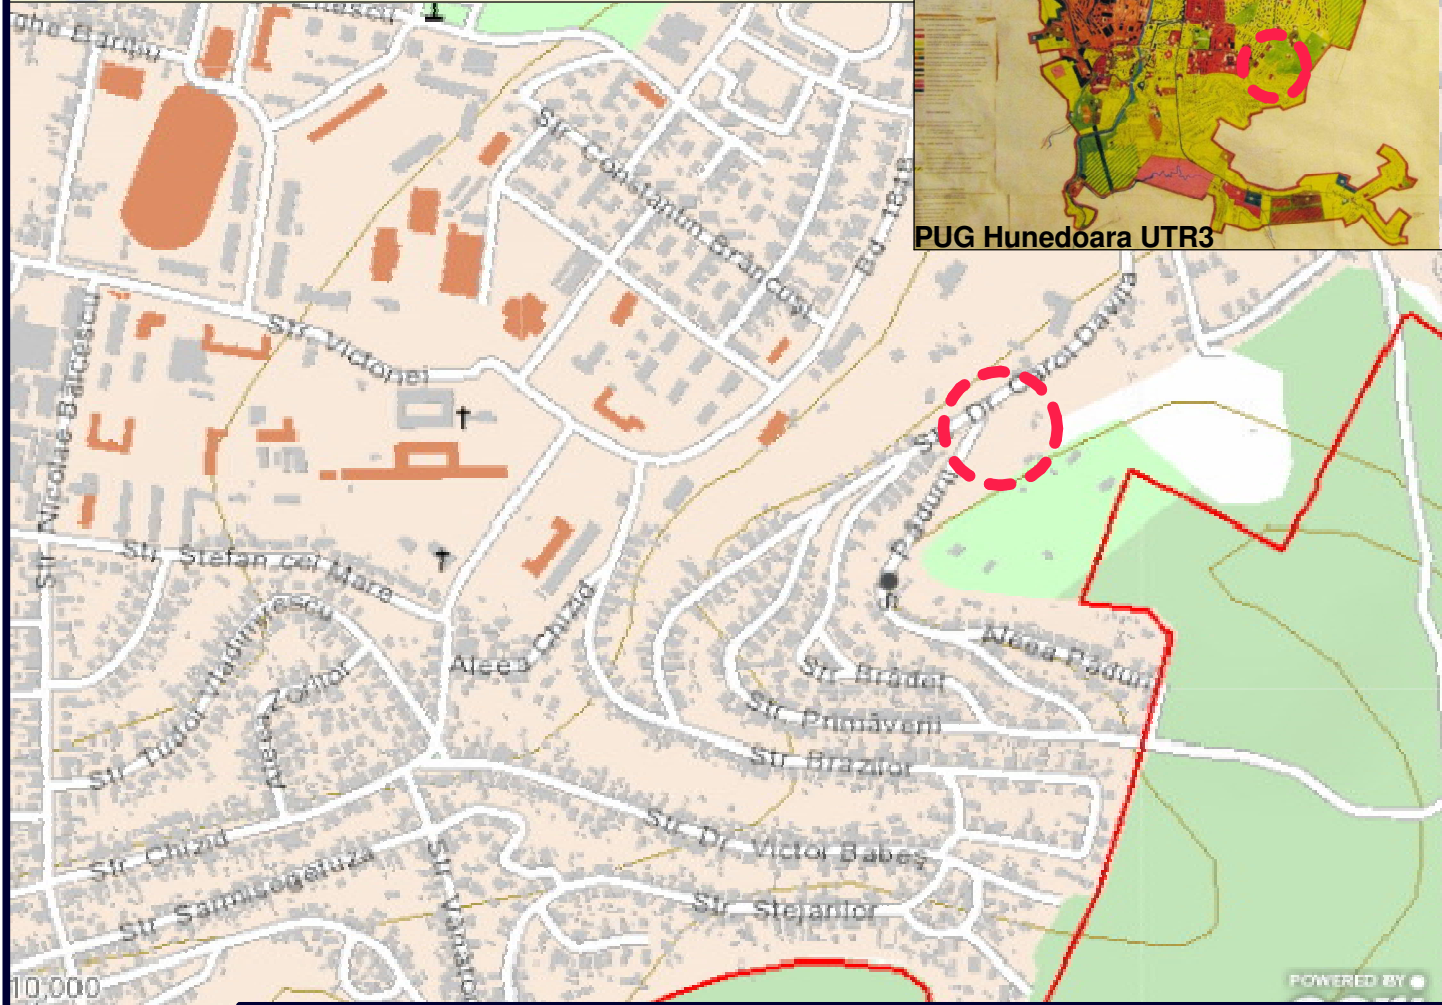 Bd 1848
Str. Constantin Brâncuși
PUG Hunedoara UTR3
Str. Dr. Carol Davila
Str. Victoriei
Str. Nicolae Bălcescu
Pădurii
Str. Ștefan cel Mare
Aleea Chizid
Aleea Pădurii
Str. Brădet
Str. Primăverii
Str. Tudor Vladimirescu
Aleea Zorilor
Str. Brazilor
Str. Dr. Victor Babeș
Str. Chizid
Str. Sarmisegetuza
Str. Stejarilor
10,000
POWERED BY